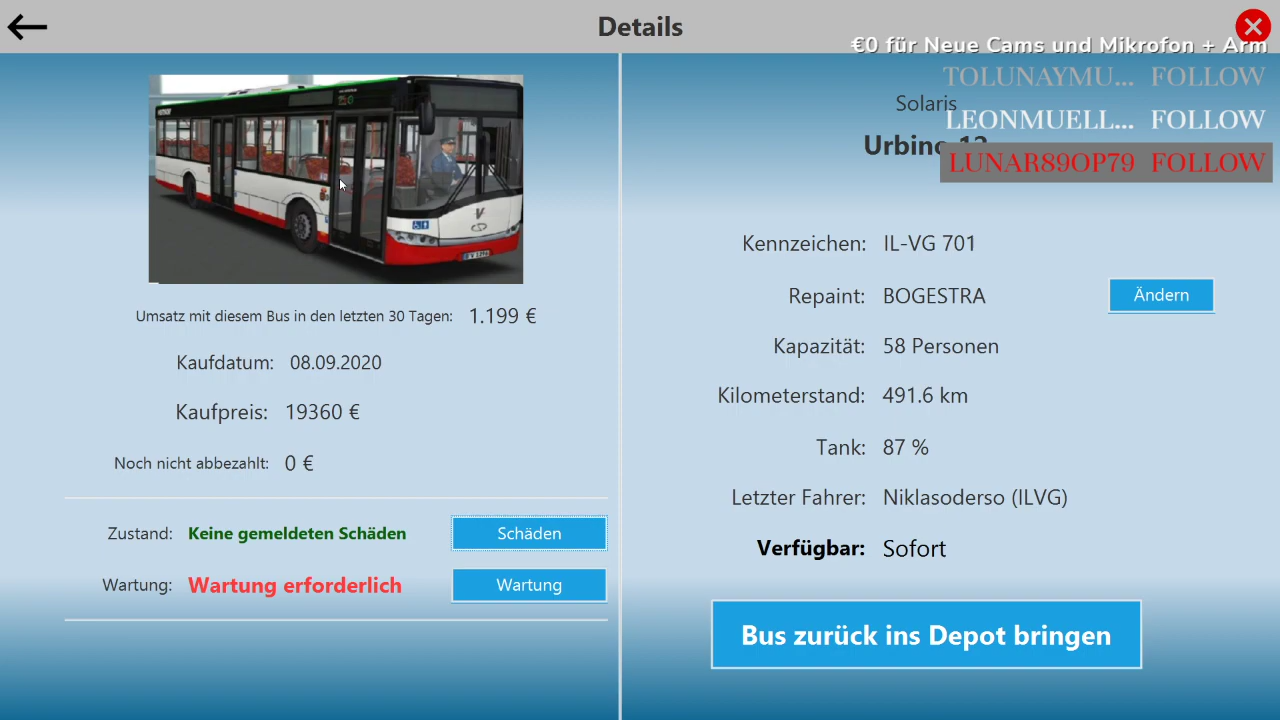 Details
€0 für Neue Cams und Mikrofon + Arm
TOLUNAYMU... FOLLOW
LEONMUELL... FOLLOW
LUNAR89OP79 FOLLOW
Solaris
Urbino 12
Umsatz mit diesem Bus in den letzten 30 Tagen: 1.199 €
Kaufdatum: 08.09.2020
Kaufpreis: 19360 €
Noch nicht abbezahlt: 0 €
Zustand: Keine gemeldeten Schäden Schäden
Wartung: Wartung erforderlich Wartung
Kennzeichen: IL-VG 701
Repaint: BOGESTRA Ändern
Kapazität: 58 Personen
Kilometerstand: 491.6 km
Tank: 87 %
Letzter Fahrer: Niklasoderso (ILVG)
Verfügbar: Sofort
Bus zurück ins Depot bringen